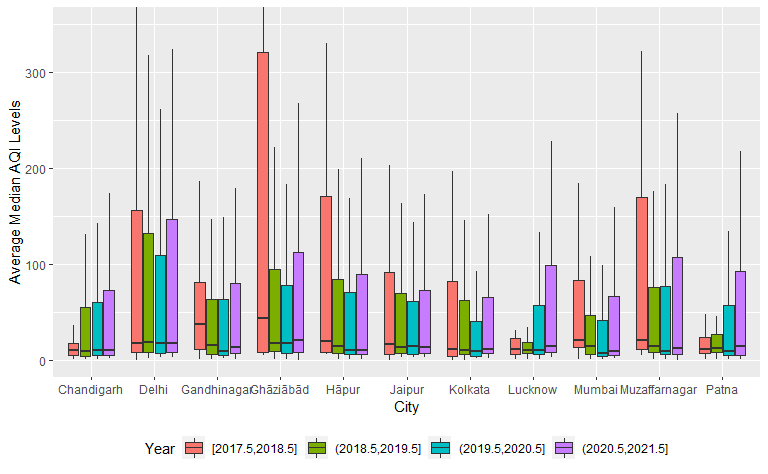 300
200
100
0
Average Median AQI Levels
Chandigarh Delhi Gandhinagar Ghāziābād Hāpur Jaipur Kolkata Lucknow Mumbai Muzaffarnagar Patna
City
Year [2017.5,2018.5] (2018.5,2019.5] (2019.5,2020.5] (2020.5,2021.5]